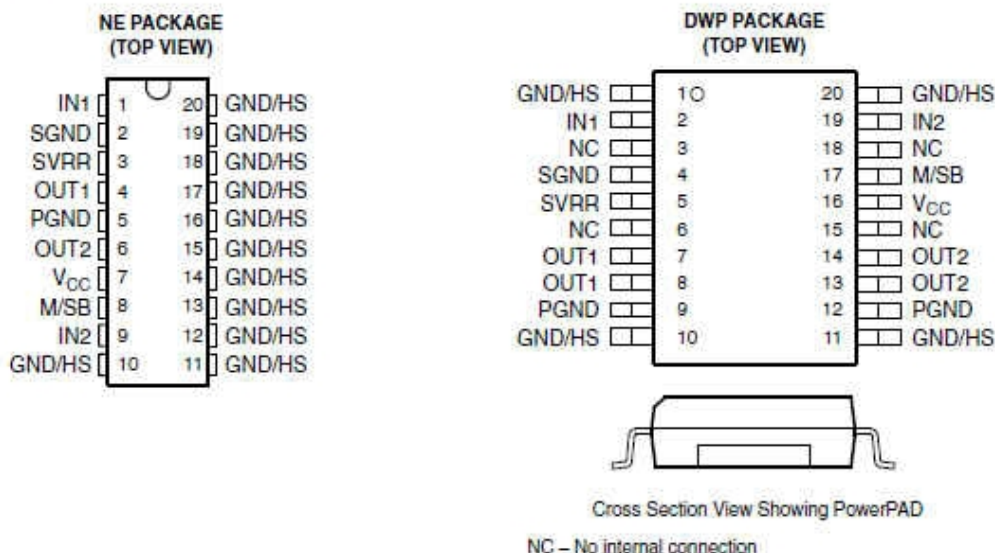 NE PACKAGE
(TOP VIEW)
IN1 1 20 GND/HS
SGND 2 19 GND/HS
SVRR 3 18 GND/HS
OUT1 4 17 GND/HS
PGND 5 16 GND/HS
OUT2 6 15 GND/HS
VCC 7 14 GND/HS
M/SB 8 13 GND/HS
IN2 9 12 GND/HS
GND/HS 10 11 GND/HS
DWP PACKAGE
(TOP VIEW)
GND/HS 1 20 GND/HS
IN1 2 19 IN2
NC 3 18 NC
SGND 4 17 M/SB
SVRR 5 16 VCC
NC 6 15 NC
OUT1 7 14 OUT2
OUT1 8 13 OUT2
PGND 9 12 PGND
GND/HS 10 11 GND/HS
Cross Section View Showing PowerPAD
NC – No internal connection